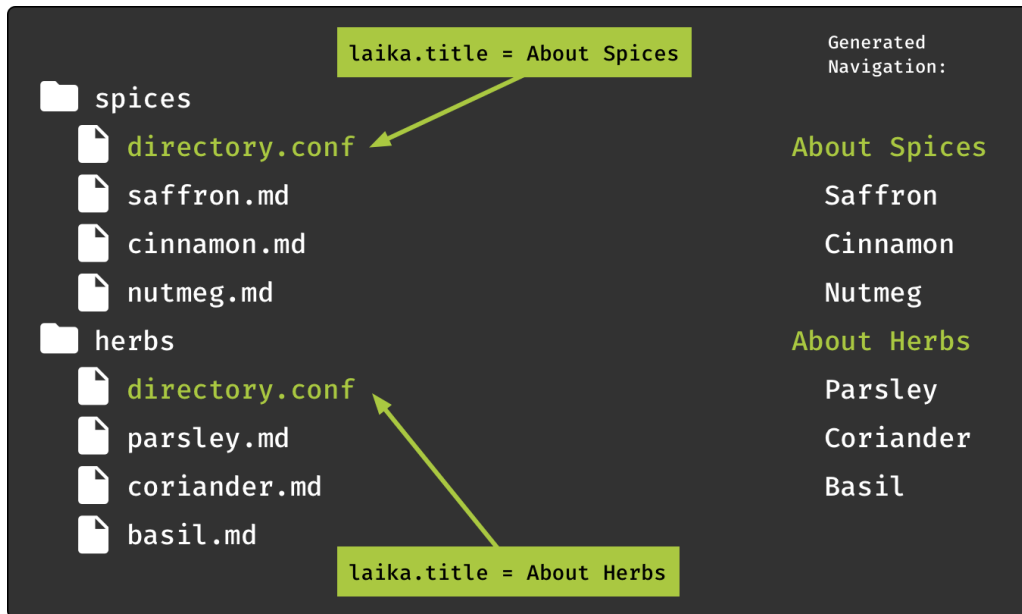 laika.title = About Spices
Generated
Navigation:
spices
directory.conf
About Spices
saffron.md
Saffron
cinnamon.md
Cinnamon
nutmeg.md
Nutmeg
herbs
About Herbs
directory.conf
Parsley
parsley.md
Coriander
coriander.md
Basil
basil.md
laika.title = About Herbs